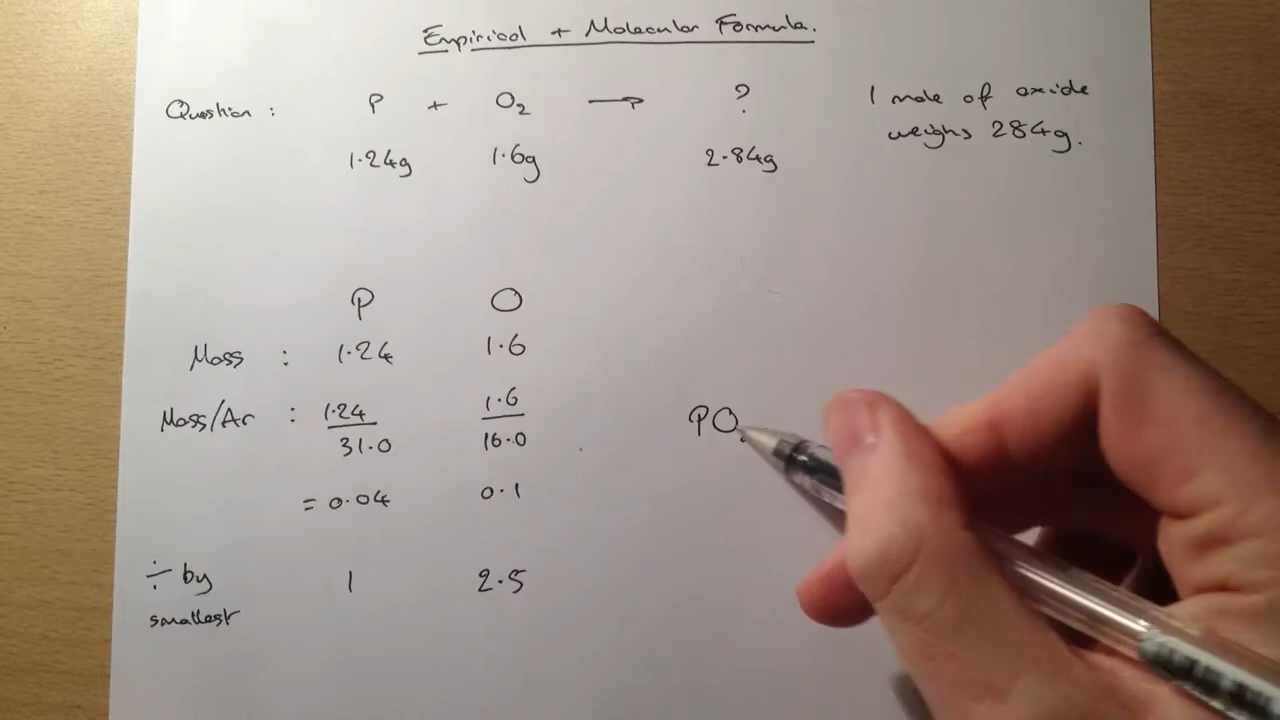 Empirical + Molecular Formula.
Question : P + O2 → ? 1 mole of oxide
weighs 284g.
1.24g 1.6g 2.84g
P O
Mass : 1.24 1.6
Mass/Ar : 1.24/31.0 1.6/16.0
PO
= 0.04 0.1
÷ by 1 2.5
smallest